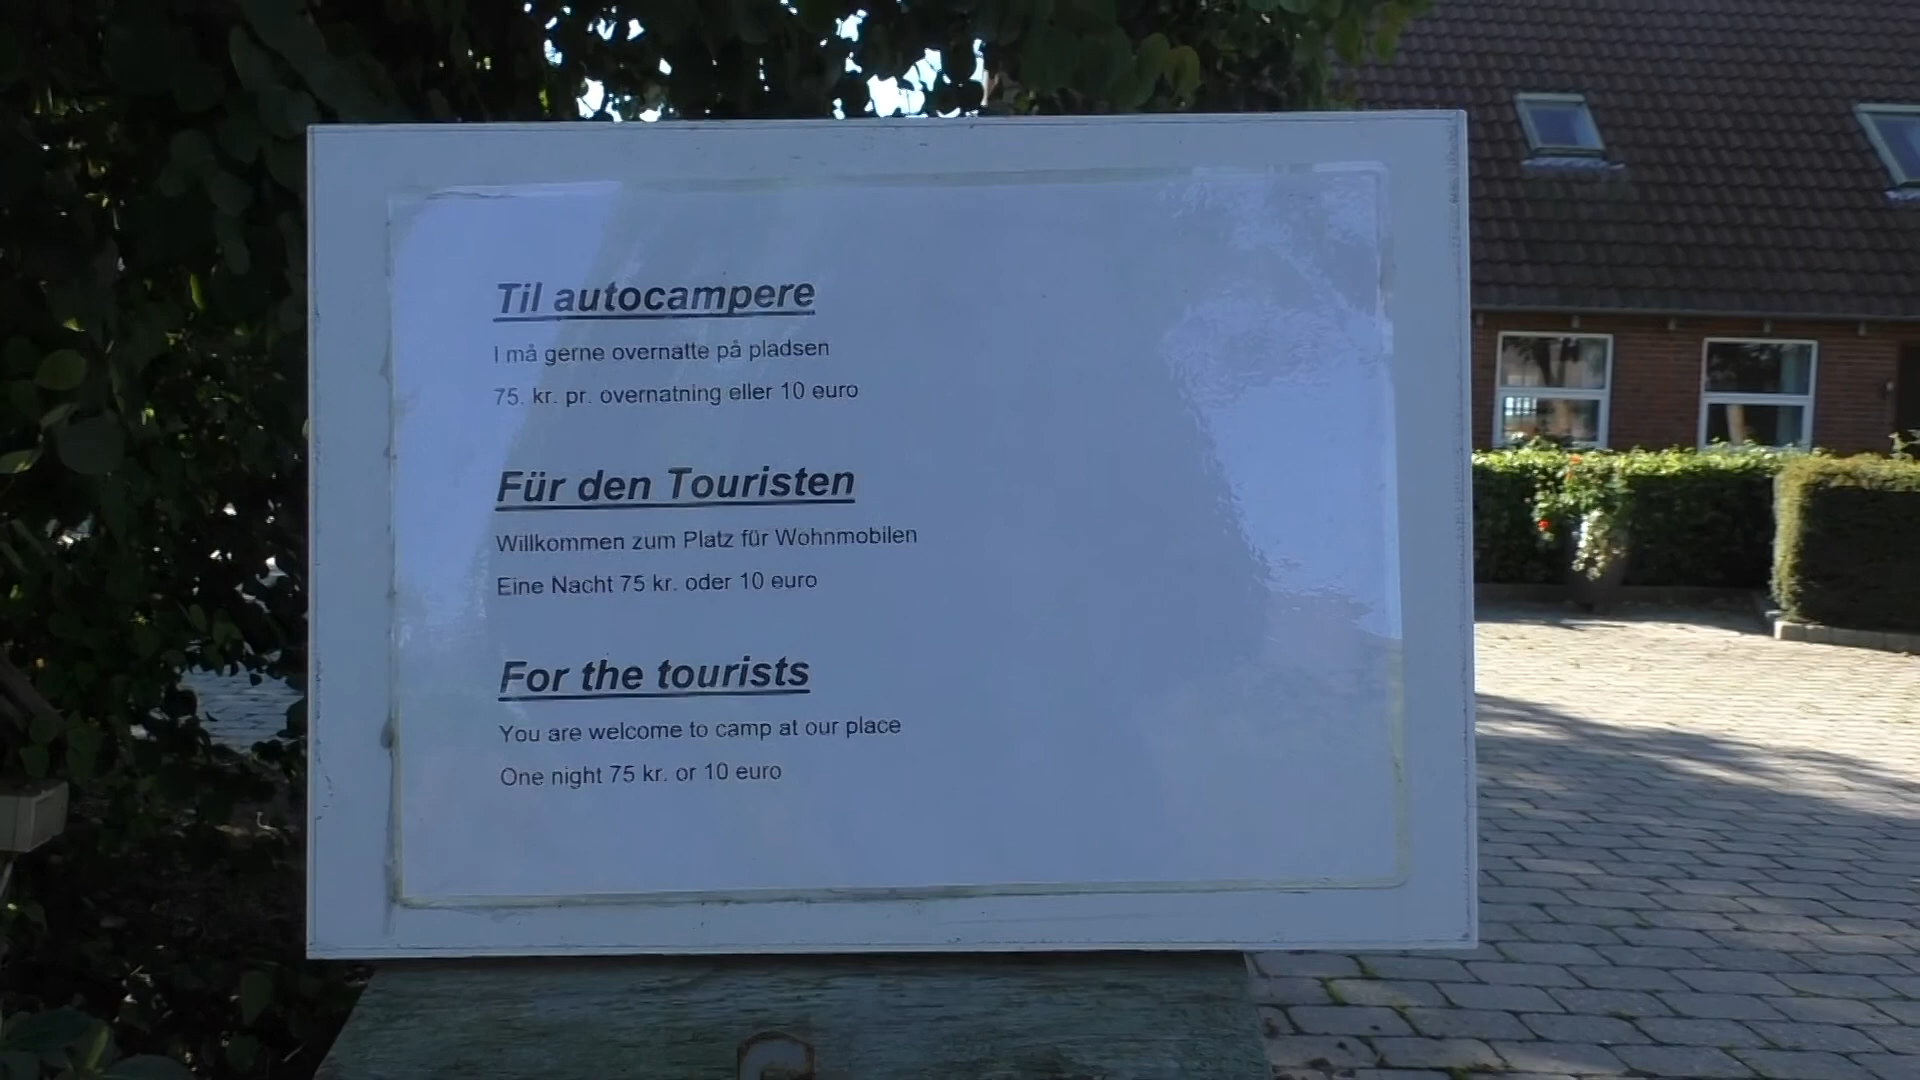 Til autocampere
I må gerne overnatte på pladsen
75. kr. pr. overnatning eller 10 euro
Für den Touristen
Willkommen zum Platz für Wohnmobilen
Eine Nacht 75 kr. oder 10 euro
For the tourists
You are welcome to camp at our place
One night 75 kr. or 10 euro